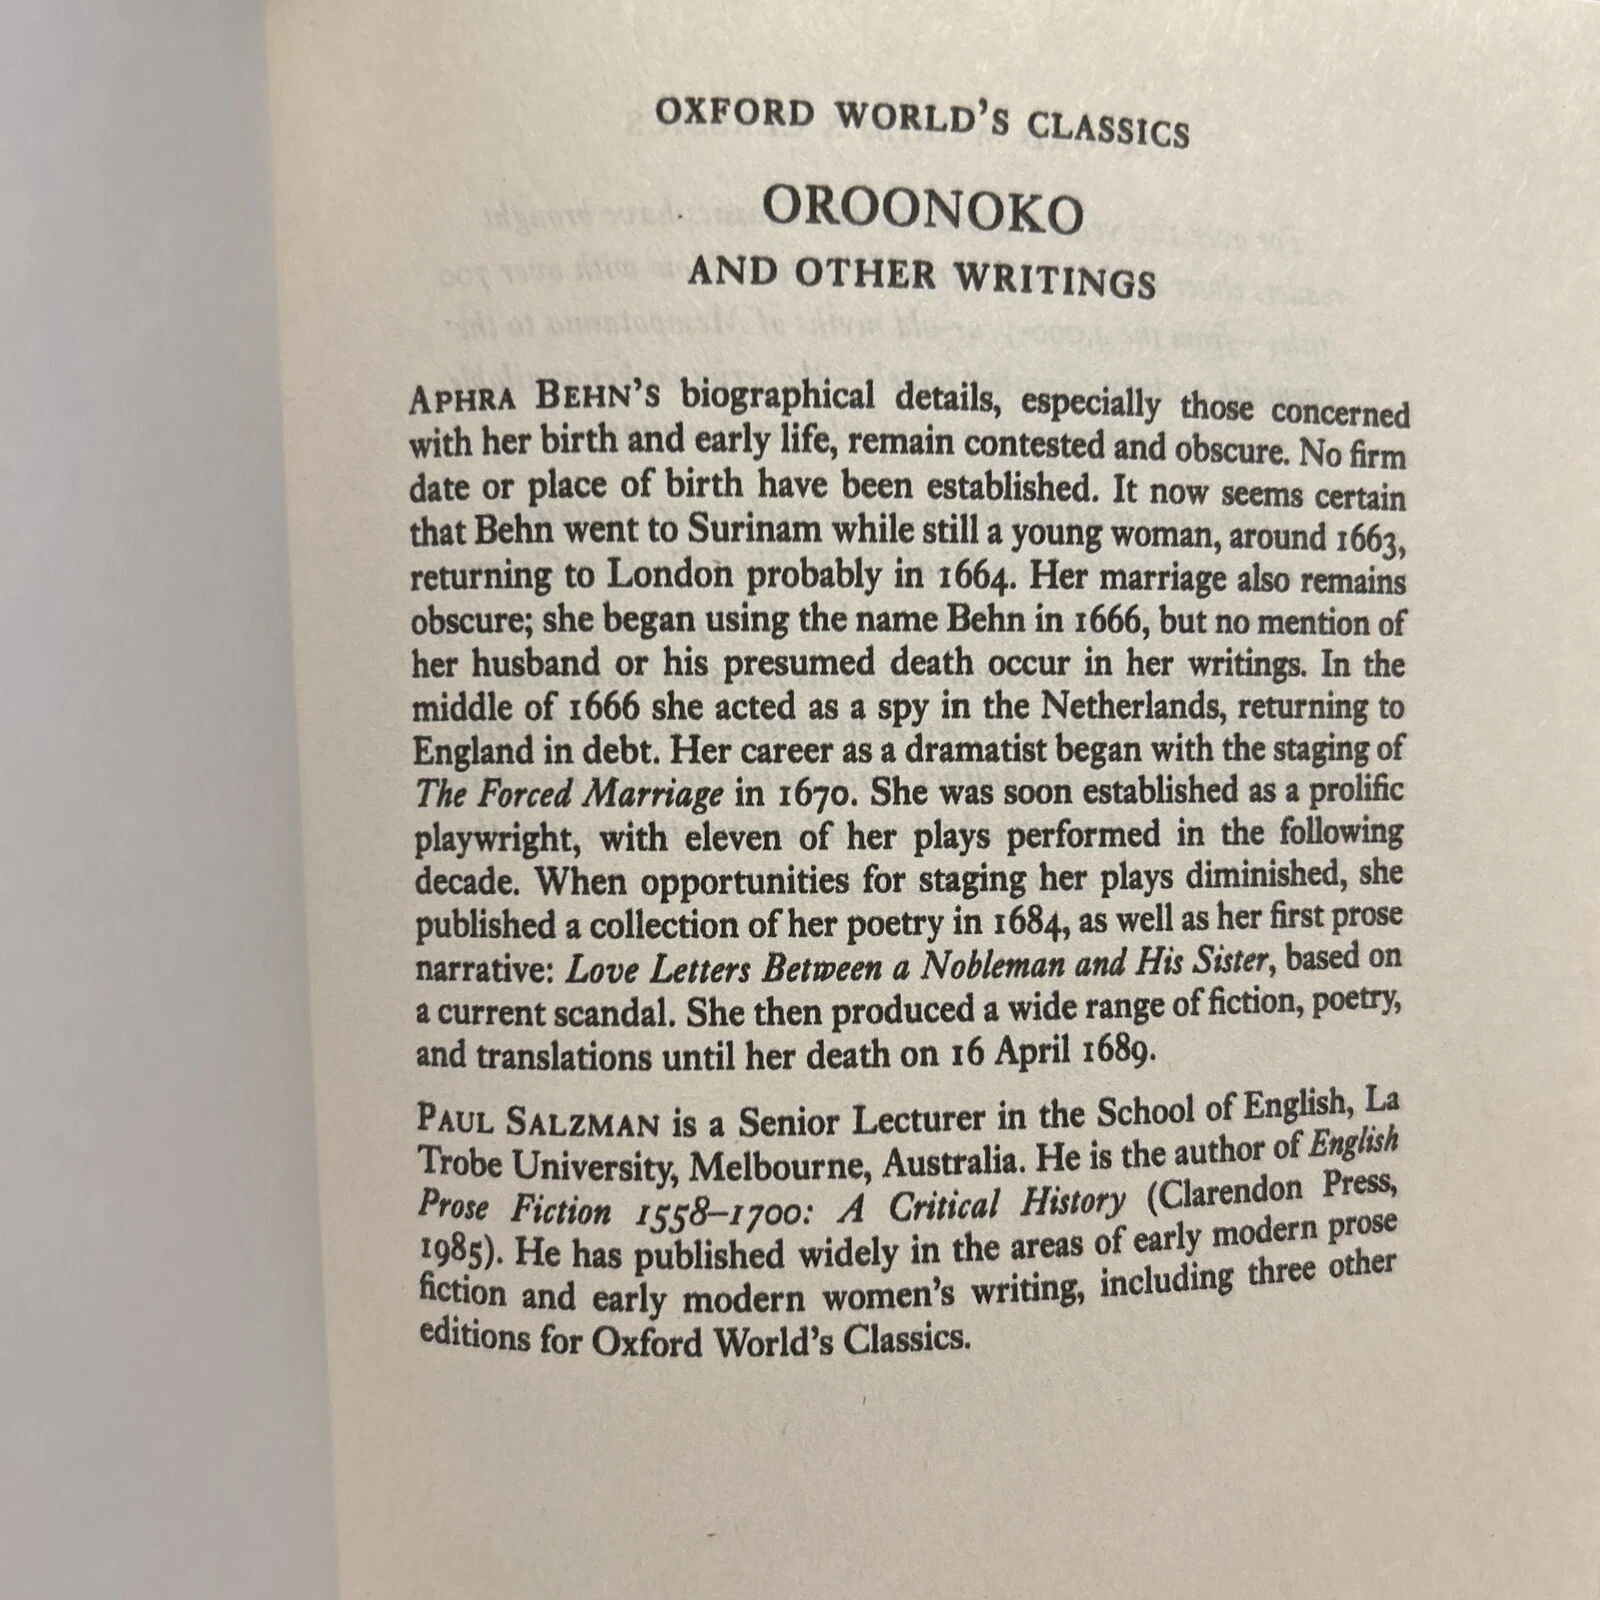 OXFORD WORLD'S CLASSICS
OROONOKO
AND OTHER WRITINGS
APHRA BEHN'S biographical details, especially those concerned
with her birth and early life, remain contested and obscure. No firm
date or place of birth have been established. It now seems certain
that Behn went to Surinam while still a young woman, around 1663,
returning to London probably in 1664. Her marriage also remains
obscure; she began using the name Behn in 1666, but no mention of
her husband or his presumed death occur in her writings. In the
middle of 1666 she acted as a spy in the Netherlands, returning to
England in debt. Her career as a dramatist began with the staging of
The Forced Marriage in 1670. She was soon established as a prolific
playwright, with eleven of her plays performed in the following
decade. When opportunities for staging her plays diminished, she
published a collection of her poetry in 1684, as well as her first prose
narrative: Love Letters Between a Nobleman and His Sister, based on
a current scandal. She then produced a wide range of fiction, poetry,
and translations until her death on 16 April 1689.
PAUL SALZMAN is a Senior Lecturer in the School of English, La
Trobe University, Melbourne, Australia. He is the author of English
Prose Fiction 1558–1700: A Critical History (Clarendon Press,
1985). He has published widely in the areas of early modern prose
fiction and early modern women's writing, including three other
editions for Oxford World's Classics.